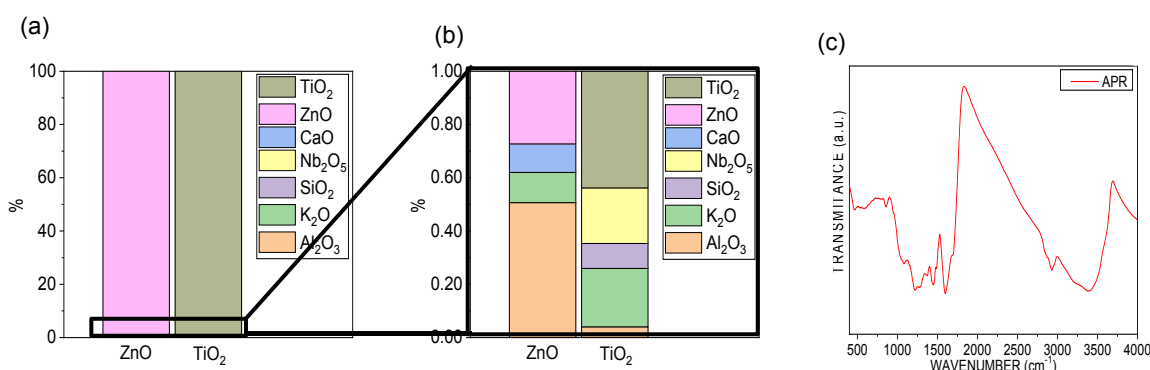 (a)
100
80
60
40
20
0
%
ZnO TiO₂
TiO₂
ZnO
CaO
Nb₂O₅
SiO₂
K₂O
Al₂O₃
(b)
1.00
0.80
0.60
0.40
0.20
0.00
%
ZnO TiO₂
TiO₂
ZnO
CaO
Nb₂O₅
SiO₂
K₂O
Al₂O₃
(c)
APR
TRANSMITANCE (a.u.)
500 1000 1500 2000 2500 3000 3500 4000
WAVENUMBER (cm⁻¹)